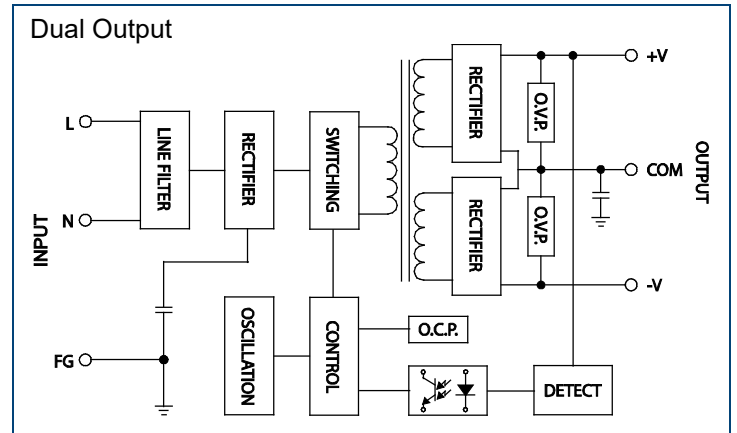 Dual Output
INPUT
L
N
FG
LINE FILTER
RECTIFIER
SWITCHING
OSCILLATION
CONTROL
RECTIFIER
RECTIFIER
O.V.P.
O.V.P.
O.C.P.
DETECT
+V
COM
-V
OUTPUT